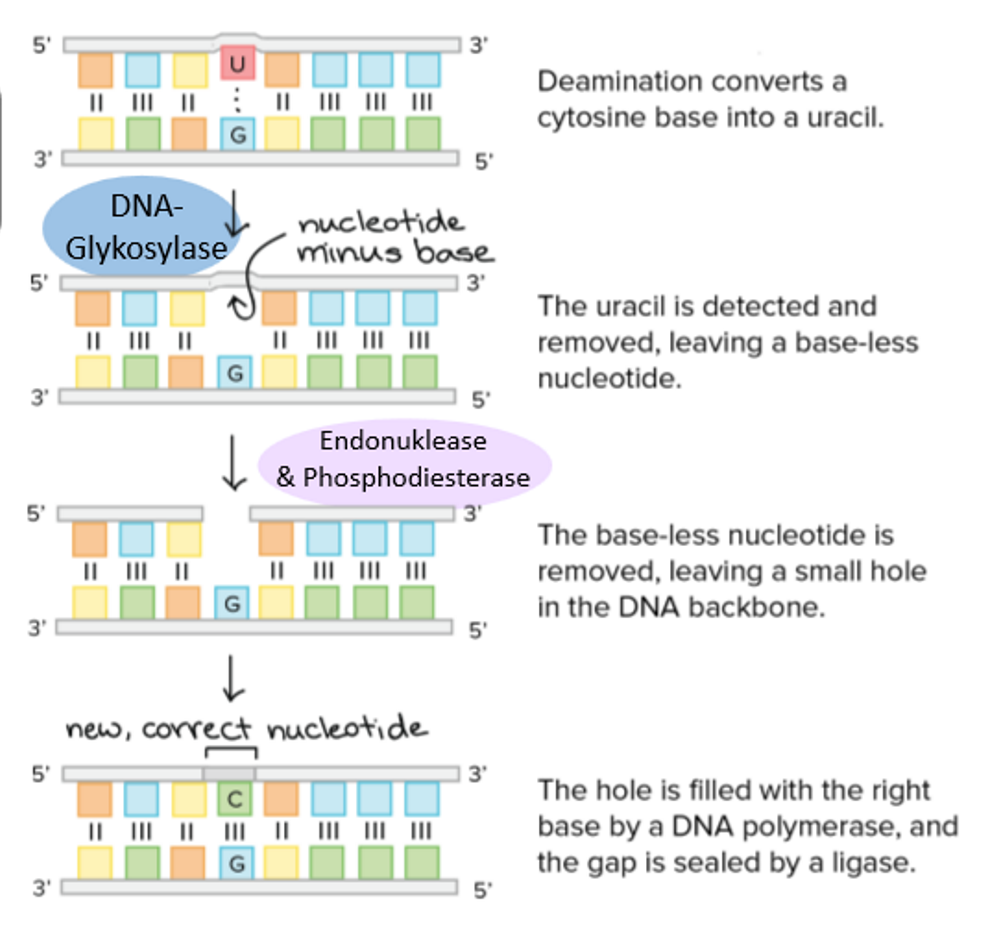 5' 3'
U
II III II ⋮ II III III III
G
3' 5'
Deamination converts a
cytosine base into a uracil.
DNA-
Glykosylase
nucleotide
minus base
5' 3'
II III II II III III III
G
3' 5'
The uracil is detected and
removed, leaving a base-less
nucleotide.
Endonuklease
& Phosphodiesterase
5' 3'
II III II II III III III
G
3' 5'
The base-less nucleotide is
removed, leaving a small hole
in the DNA backbone.
new, correct nucleotide
5' 3'
C
II III II III II III III III
G
3' 5'
The hole is filled with the right
base by a DNA polymerase, and
the gap is sealed by a ligase.